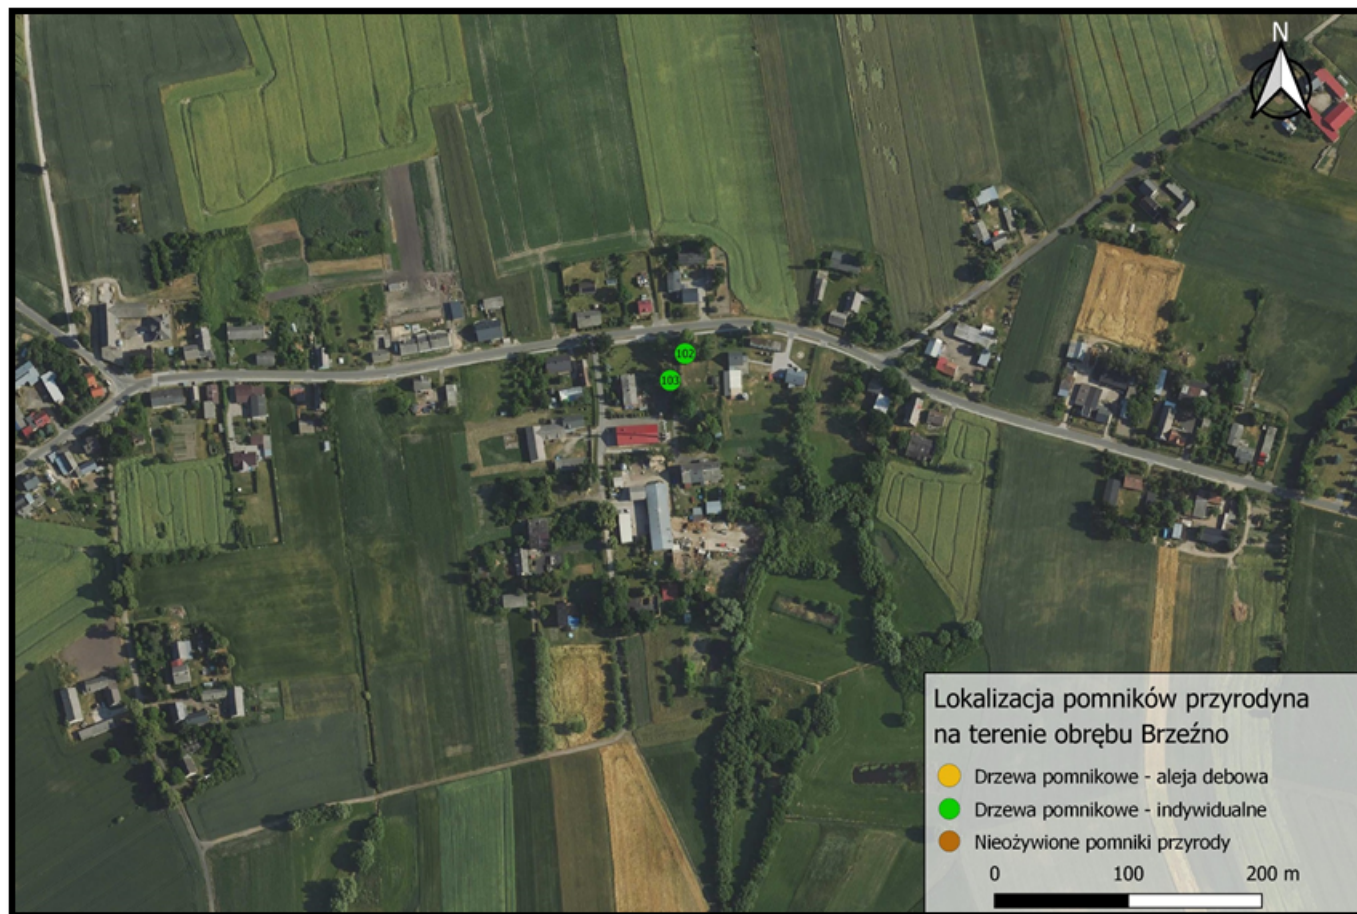 N
102
103
Lokalizacja pomników przyrodyna
na terenie obrębu Brzeźno
Drzewa pomnikowe - aleja debowa
Drzewa pomnikowe - indywidualne
Nieożywione pomniki przyrody
0 100 200 m